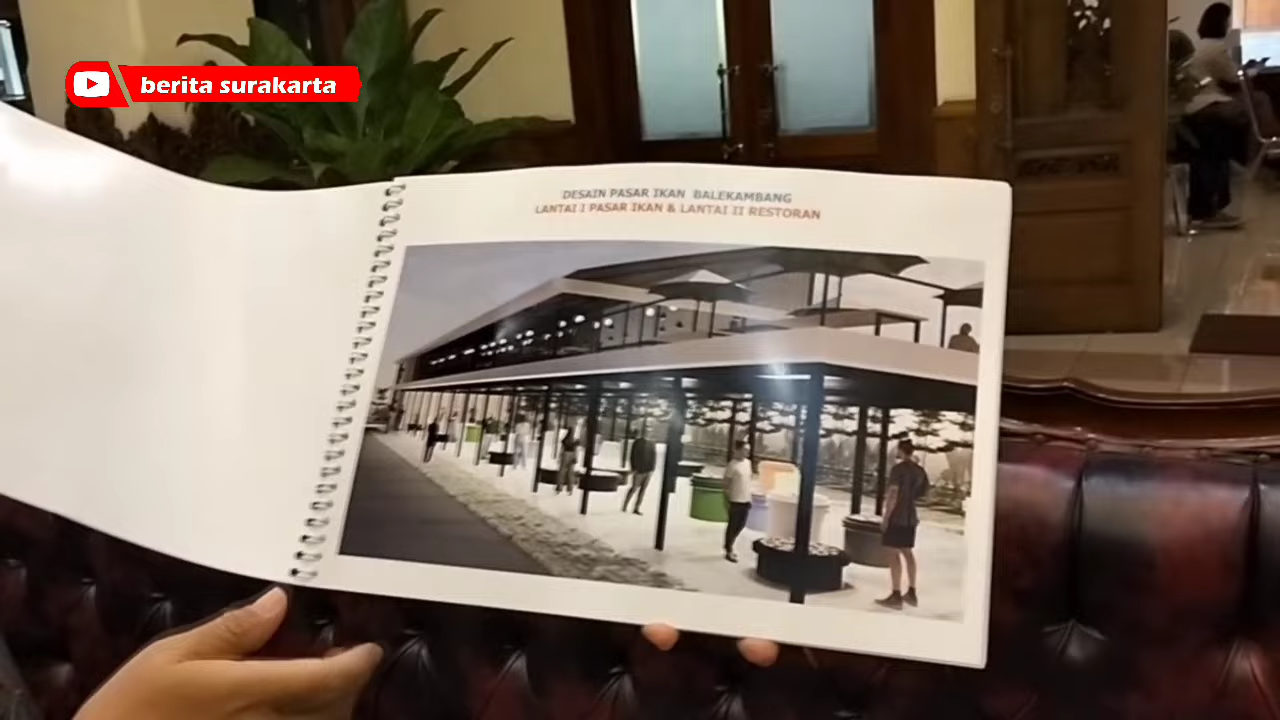 berita surakarta
DESAIN PASAR IKAN BALEKAMBANG
LANTAI I PASAR IKAN & LANTAI II RESTORAN